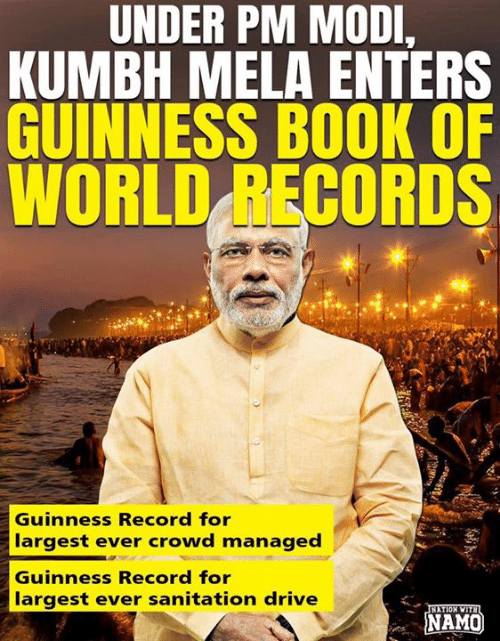 UNDER PM MODI,
KUMBH MELA ENTERS
GUINNESS BOOK OF
WORLD RECORDS
Guinness Record for
largest ever crowd managed
Guinness Record for
largest ever sanitation drive
NATION WITH
NAMO